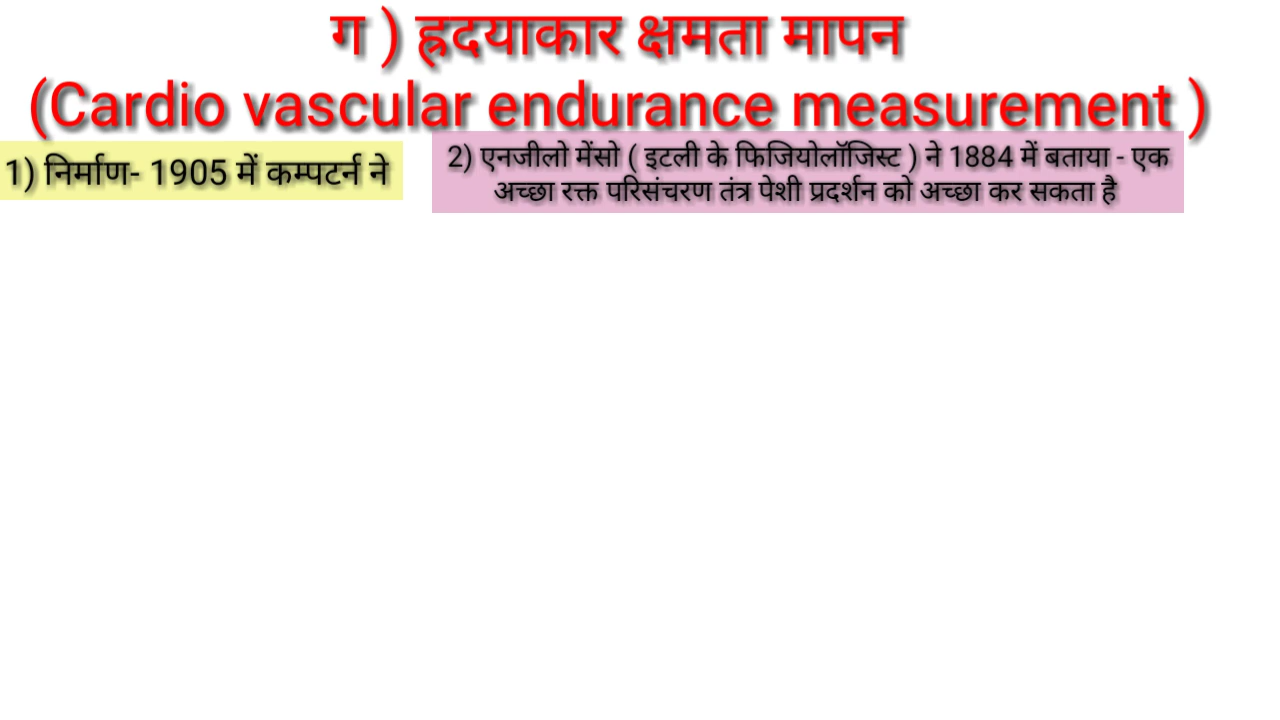 ग ) ह्रदयाकार क्षमता मापन
(Cardio vascular endurance measurement )
1) निर्माण- 1905 में कम्पटर्न ने
2) एनजीलो मेंसो ( इटली के फिजियोलॉजिस्ट ) ने 1884 में बताया - एक
अच्छा रक्त परिसंचरण तंत्र पेशी प्रदर्शन को अच्छा कर सकता है